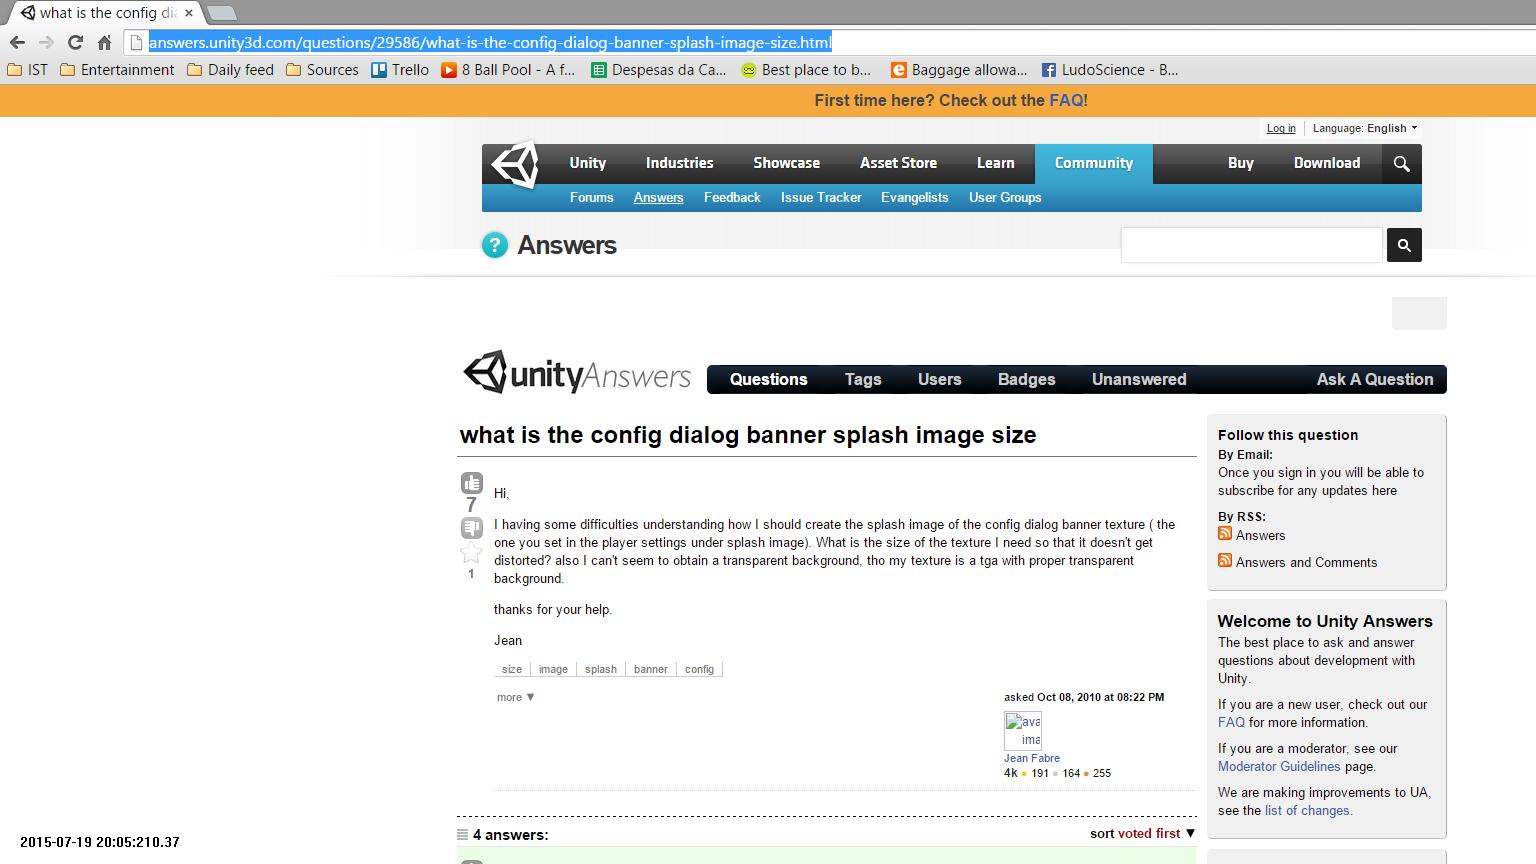 what is the config di
answers.unity3d.com/questions/29586/what-is-the-config-dialog-banner-splash-image-size.html
IST Entertainment Daily feed Sources Trello 8 Ball Pool - A f... Despesas da Ca... Best place to b... Baggage allowa... LudoScience - B...
First time here? Check out the FAQ!
Log in Language: English
Unity Industries Showcase Asset Store Learn Community Buy Download
Forums Answers Feedback Issue Tracker Evangelists User Groups
? Answers
unityAnswers Questions Tags Users Badges Unanswered Ask A Question
what is the config dialog banner splash image size
7
1
Hi,
I having some difficulties understanding how I should create the splash image of the config dialog banner texture ( the
one you set in the player settings under splash image). What is the size of the texture I need so that it doesn't get
distorted? also I can't seem to obtain a transparent background, tho my texture is a tga with proper transparent
background.
thanks for your help.
Jean
size image splash banner config
more ▼
asked Oct 08, 2010 at 08:22 PM
ava
ima
Jean Fabre
4k ● 191 ● 164 ● 255
4 answers:
sort voted first ▼
Follow this question
By Email:
Once you sign in you will be able to
subscribe for any updates here
By RSS:
Answers
Answers and Comments
Welcome to Unity Answers
The best place to ask and answer
questions about development with
Unity.
If you are a new user, check out our
FAQ for more information.
If you are a moderator, see our
Moderator Guidelines page.
We are making improvements to UA,
see the list of changes.
2015-07-19 20:05:210.37